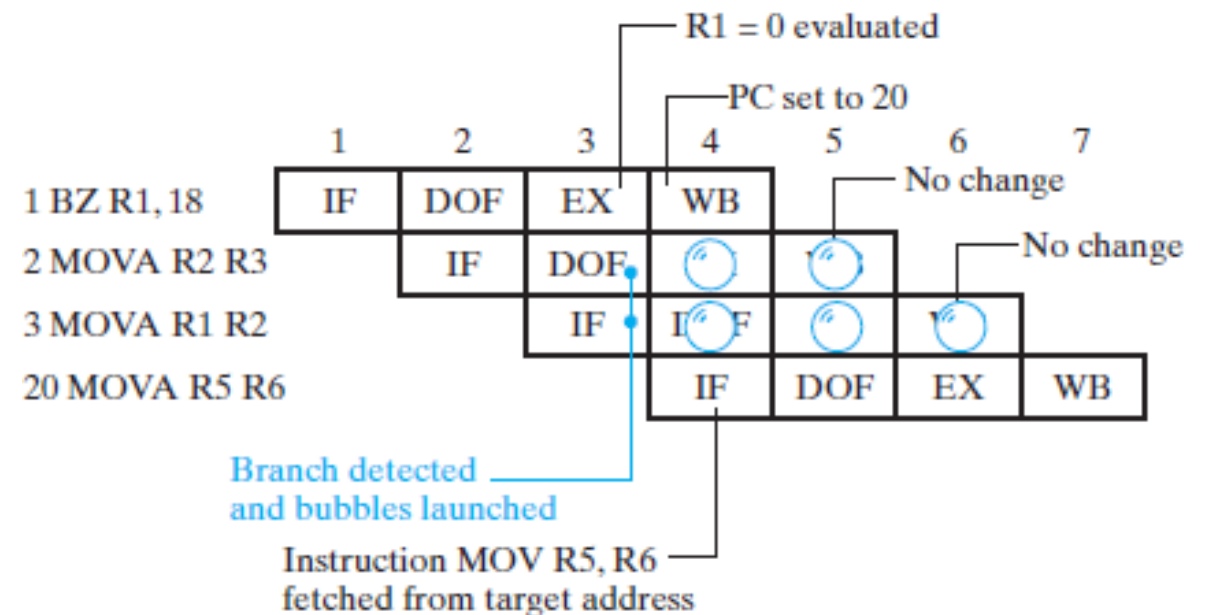 R1 = 0 evaluated
PC set to 20
1 2 3 4 5 6 7
No change
1 BZ R1, 18 IF DOF EX WB
No change
2 MOVA R2 R3 IF DOF
3 MOVA R1 R2 IF
20 MOVA R5 R6 IF DOF EX WB
Branch detected
and bubbles launched
Instruction MOV R5, R6
fetched from target address